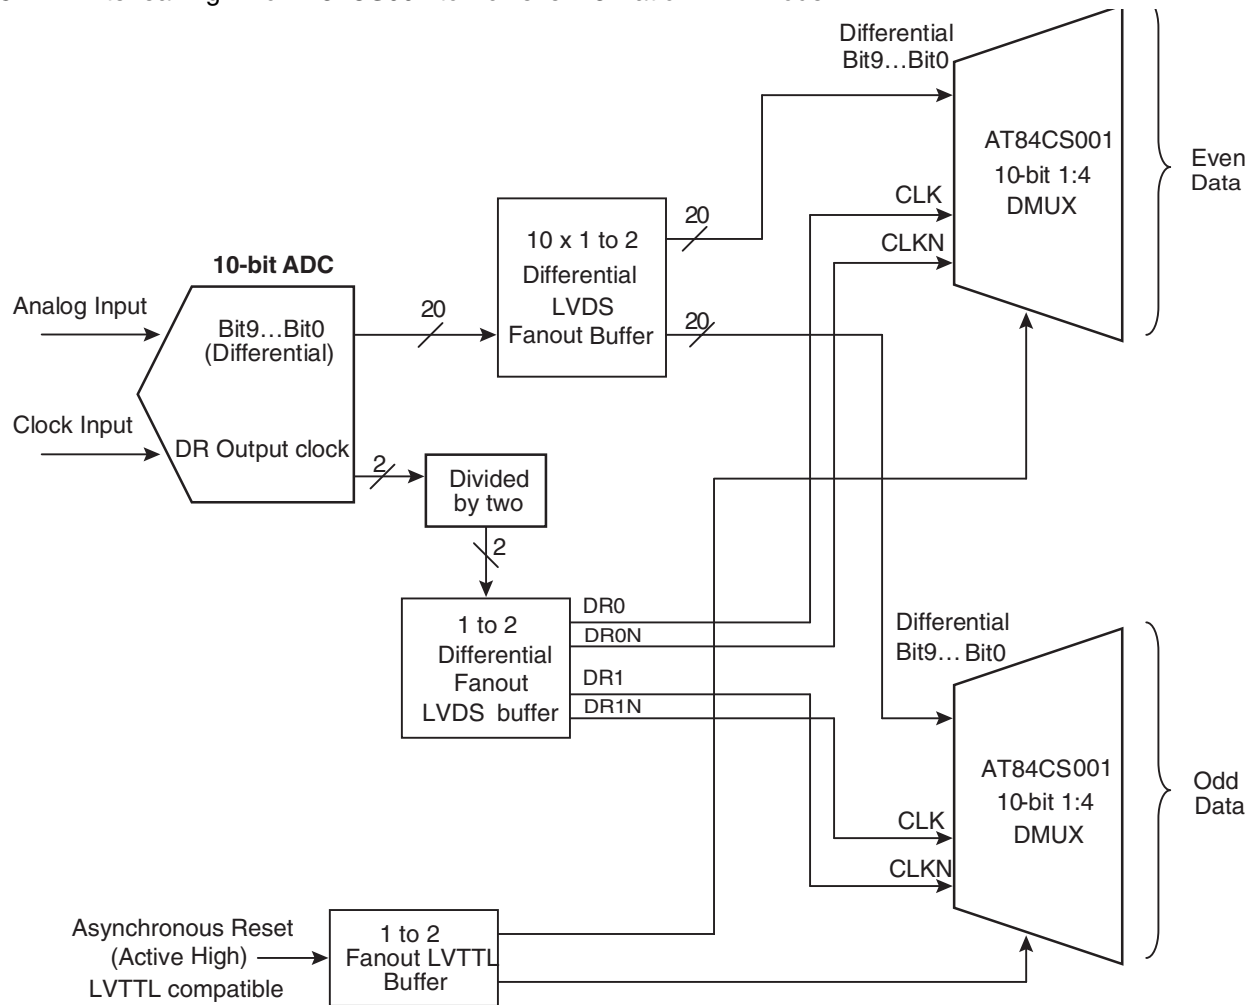 Differential
Bit9...Bit0
AT84CS001
10-bit 1:4
DMUX
Even
Data
CLK
CLKN
20
10 x 1 to 2
Differential
LVDS
Fanout Buffer
20
10-bit ADC
Analog Input
Bit9...Bit0
(Differential)
20
Clock Input
DR Output clock
2
Divided
by two
2
1 to 2
Differential
Fanout
LVDS buffer
DR0
DR0N
DR1
DR1N
Differential
Bit9... Bit0
AT84CS001
10-bit 1:4
DMUX
Odd
Data
CLK
CLKN
Asynchronous Reset
(Active High)
LVTTL compatible
1 to 2
Fanout LVTTL
Buffer